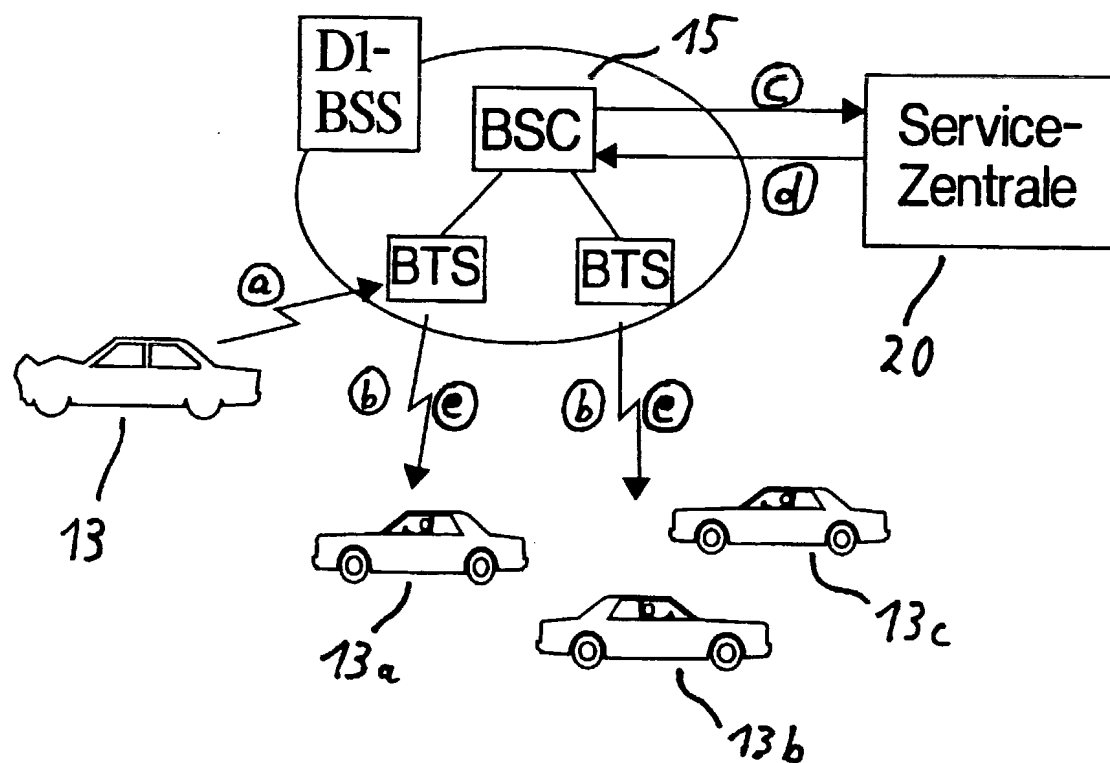 D1-
BSS
15
BSC
c
Service-
Zentrale
d
BTS
BTS
a
20
b
e
b
e
13
13a
13c
13b